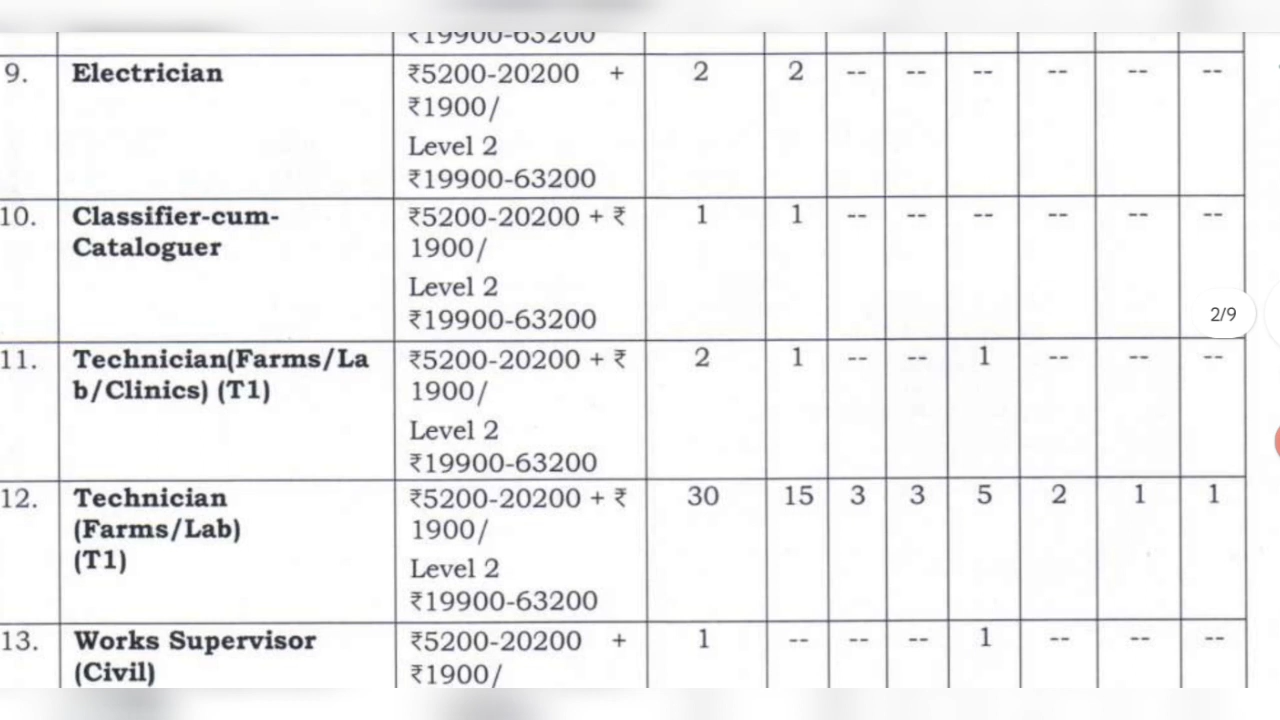 ₹19900-63200
9. Electrician ₹5200-20200 + 2 2 -- -- -- -- -- --
₹1900/
Level 2
₹19900-63200
10. Classifier-cum- ₹5200-20200 + ₹ 1 1 -- -- -- -- -- --
Cataloguer 1900/
Level 2
₹19900-63200
2/9
11. Technician(Farms/La ₹5200-20200 + ₹ 2 1 -- -- 1 -- -- --
b/Clinics) (T1) 1900/
Level 2
₹19900-63200
12. Technician ₹5200-20200 + ₹ 30 15 3 3 5 2 1 1
(Farms/Lab) 1900/
(T1)
Level 2
₹19900-63200
13. Works Supervisor ₹5200-20200 + 1 -- -- -- 1 -- -- --
(Civil) ₹1900/